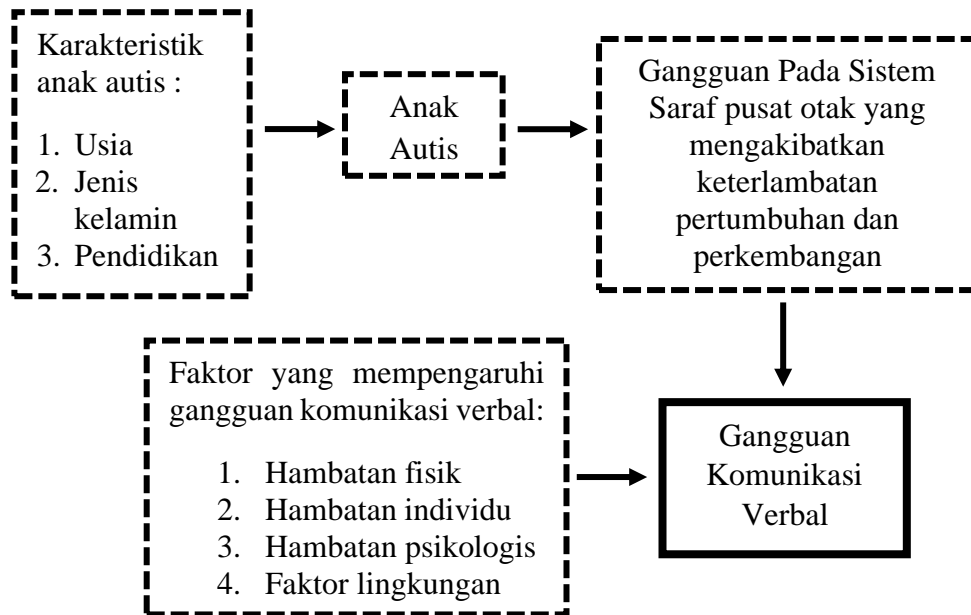 Karakteristik
anak autis :
1. Usia
2. Jenis
kelamin
3. Pendidikan
Anak
Autis
Gangguan Pada Sistem
Saraf pusat otak yang
mengakibatkan
keterlambatan
pertumbuhan dan
perkembangan
Faktor yang mempengaruhi
gangguan komunikasi verbal:
1. Hambatan fisik
2. Hambatan individu
3. Hambatan psikologis
4. Faktor lingkungan
Gangguan
Komunikasi
Verbal